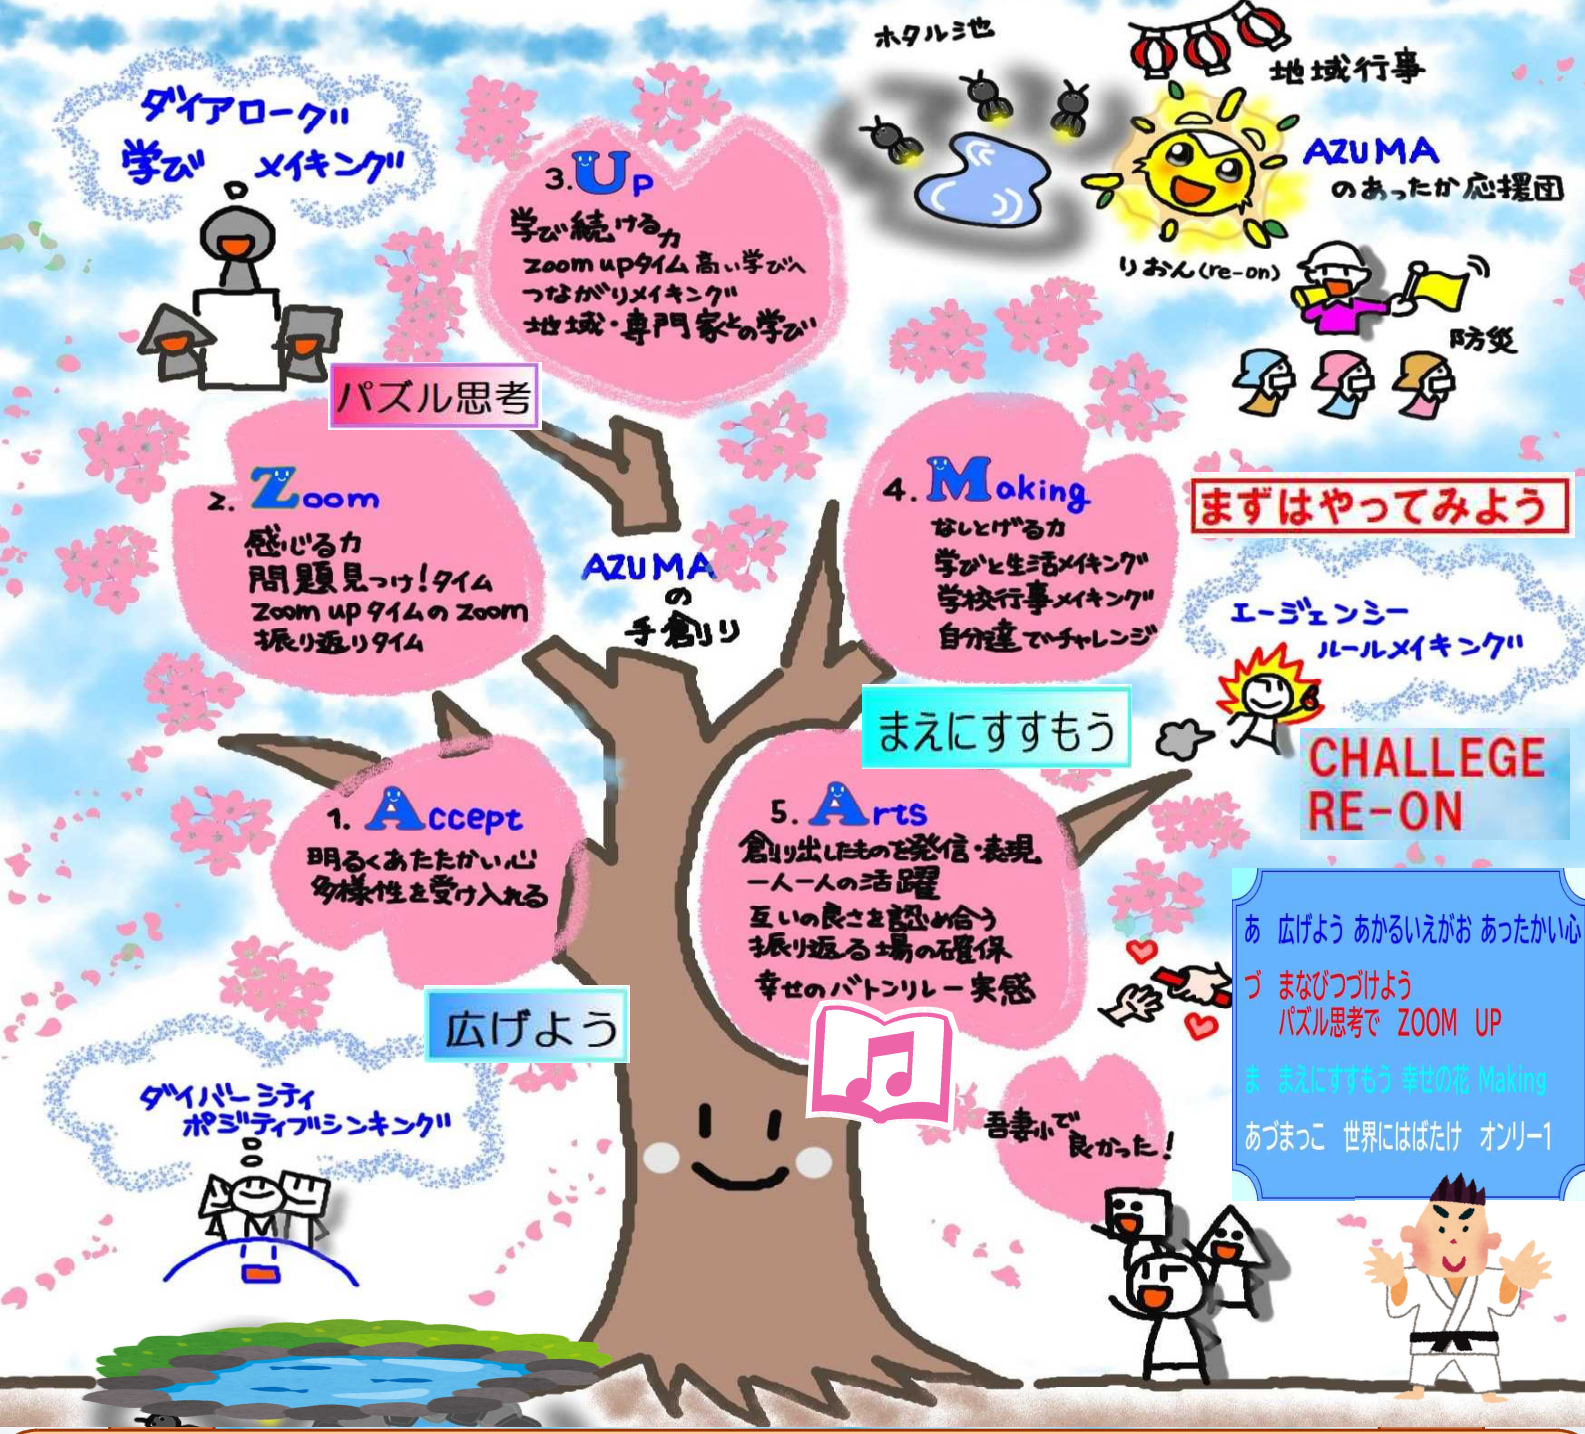 ホタル池
地域行事
AZUMA
のあったか応援団
りおん(re-on)
防災
ダイアローグ
学び メイキング
3.Up
学び続ける力
zoom upタイム 高い学びへ
つながりメイキング
地域・専門家との学び
パズル思考
2. Zoom
感じる力
問題見つけ!タイム
zoom up タイムの zoom
振り返りタイム
AZUMA
の
手創り
4. Making
なしとげる力
学びと生活メイキング
学校行事メイキング
自分達でチャレンジ
まずはやってみよう
エージェンシー
ルールメイキング
まえにすすもう
CHALLEGE
RE-ON
1. Accept
明るくあたたかい心
多様性を受け入れる
広げよう
5. Arts
創り出したものを発信・表現
一人一人の活躍
互いの良さを認め合う
振り返る場の確保
幸せのバトンリレー実感
あ 広げよう あかるいえがお あったかい心
づ まなびつづけよう
パズル思考で ZOOM UP
ま まえにすすもう 幸せの花 Making
あづまっこ 世界にはばたけ オンリー1
ダイバーシティ
ポジティブシンキング
吾妻小で
良かった!